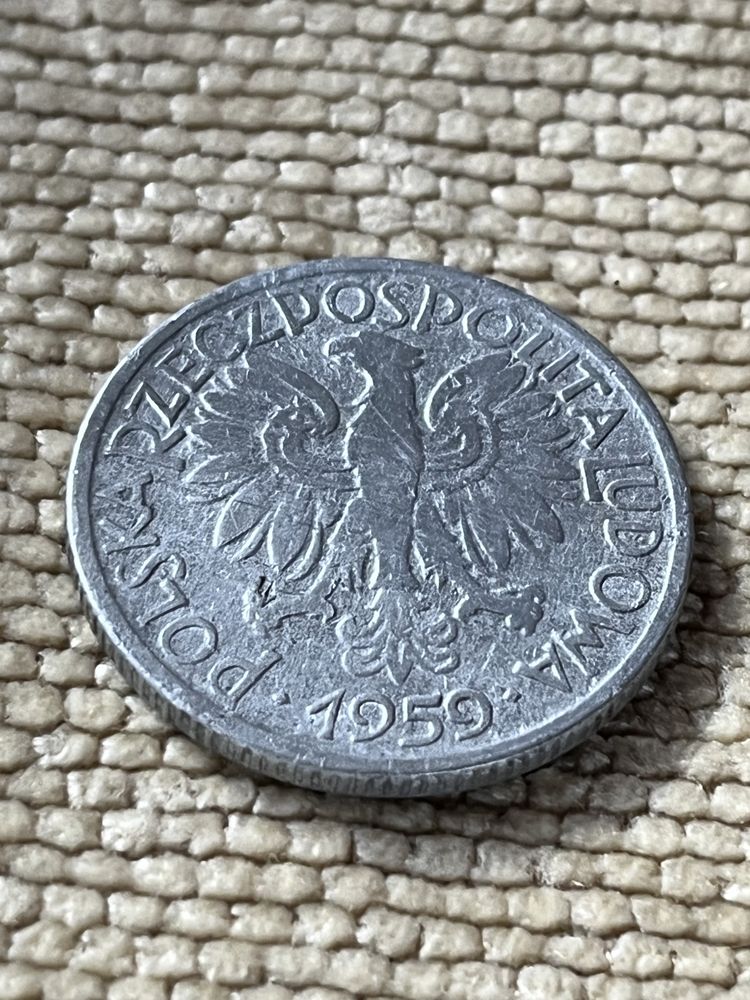 POLSKA RZECZPOSPOLITA LUDOWA
· 1959 ·